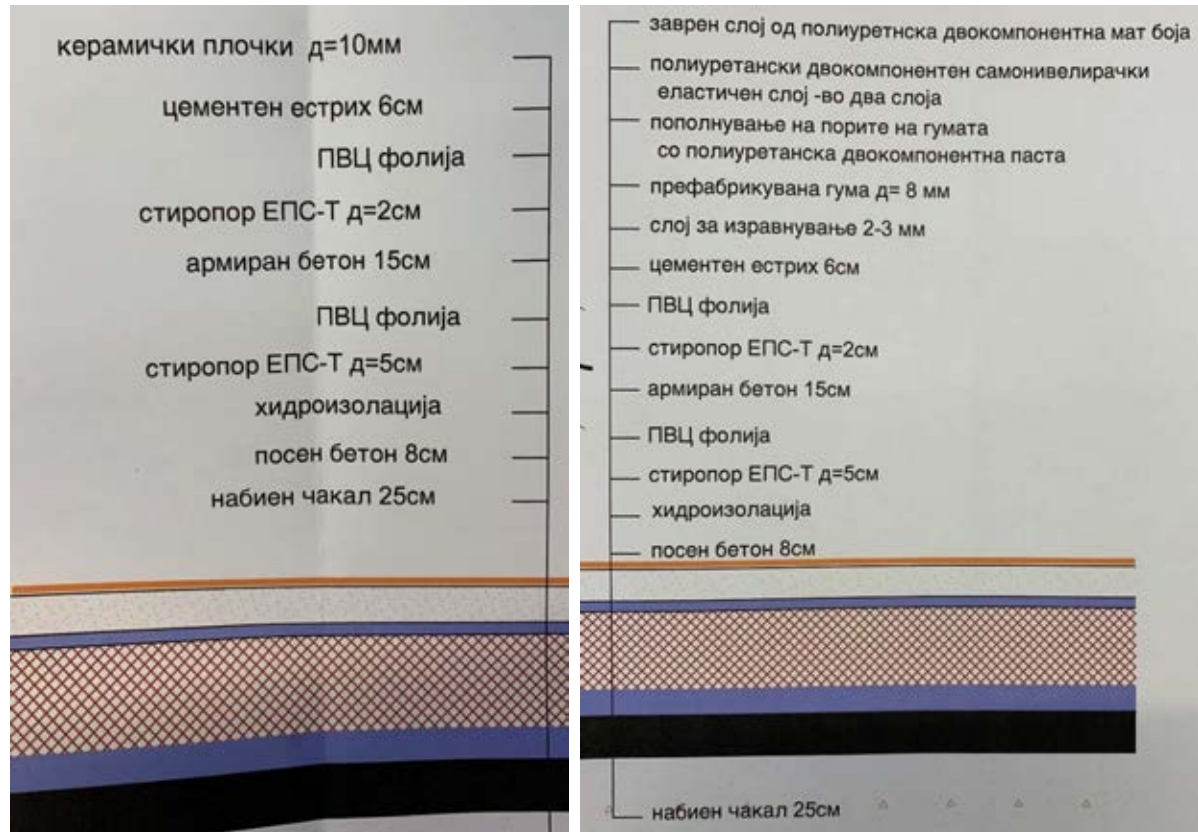 керамички плочки д=10мм
цементен естрих 6см
ПВЦ фолија
стиропор ЕПС-Т д=2см
армиран бетон 15см
ПВЦ фолија
стиропор ЕПС-Т д=5см
хидроизолација
посен бетон 8см
набиен чакал 25см
заврен слој од полиуретнска двокомпонентна мат боја
полиуретански двокомпонентен самонивелирачки
еластичен слој -во два слоја
пополнување на порите на гумата
со полиуретанска двокомпонентна паста
префабрикувана гума д= 8 мм
слој за изравнување 2-3 мм
цементен естрих 6см
ПВЦ фолија
стиропор ЕПС-Т д=2см
армиран бетон 15см
ПВЦ фолија
стиропор ЕПС-Т д=5см
хидроизолација
посен бетон 8см
набиен чакал 25см